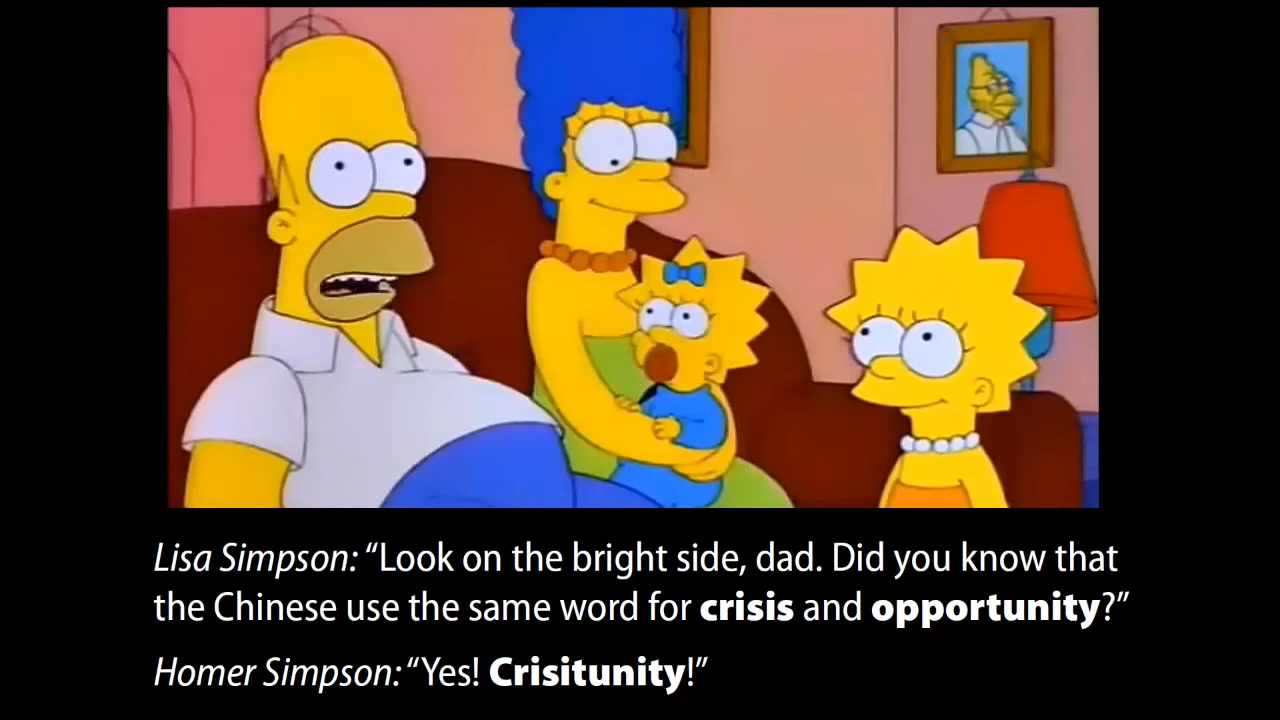 Lisa Simpson: “Look on the bright side, dad. Did you know that
the Chinese use the same word for crisis and opportunity?”
Homer Simpson: “Yes! Crisitunity!”